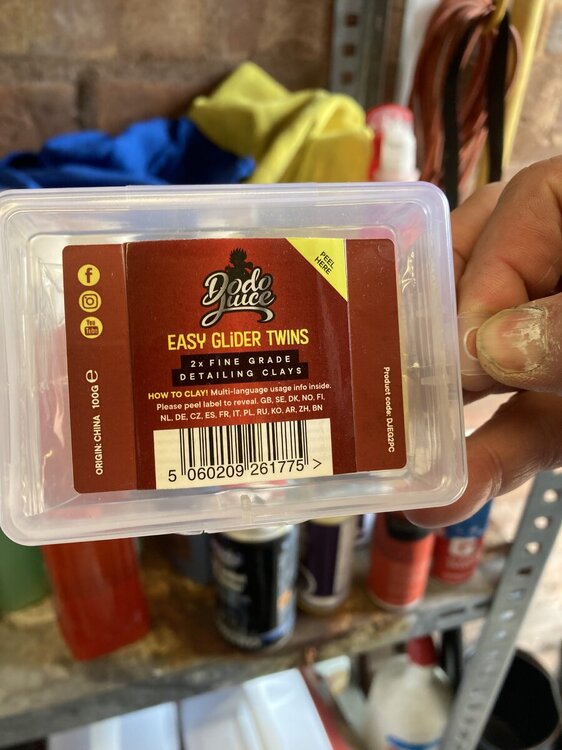 Dodo
Juice
PEEL
HERE
EASY GLiDER TWINS
2x FINE GRADE
DETAILING CLAYS
HOW TO CLAY! Multi-language usage info inside.
Please peel label to reveal. GB, SE, DK, NO, FI,
NL, DE, CZ, ES, FR, IT, PL, RU, KO, AR, ZH, BN
5 060209 261775 >
f
You
Tube
ORIGIN: CHINA 100G ℮
Product code: DJEG2PC